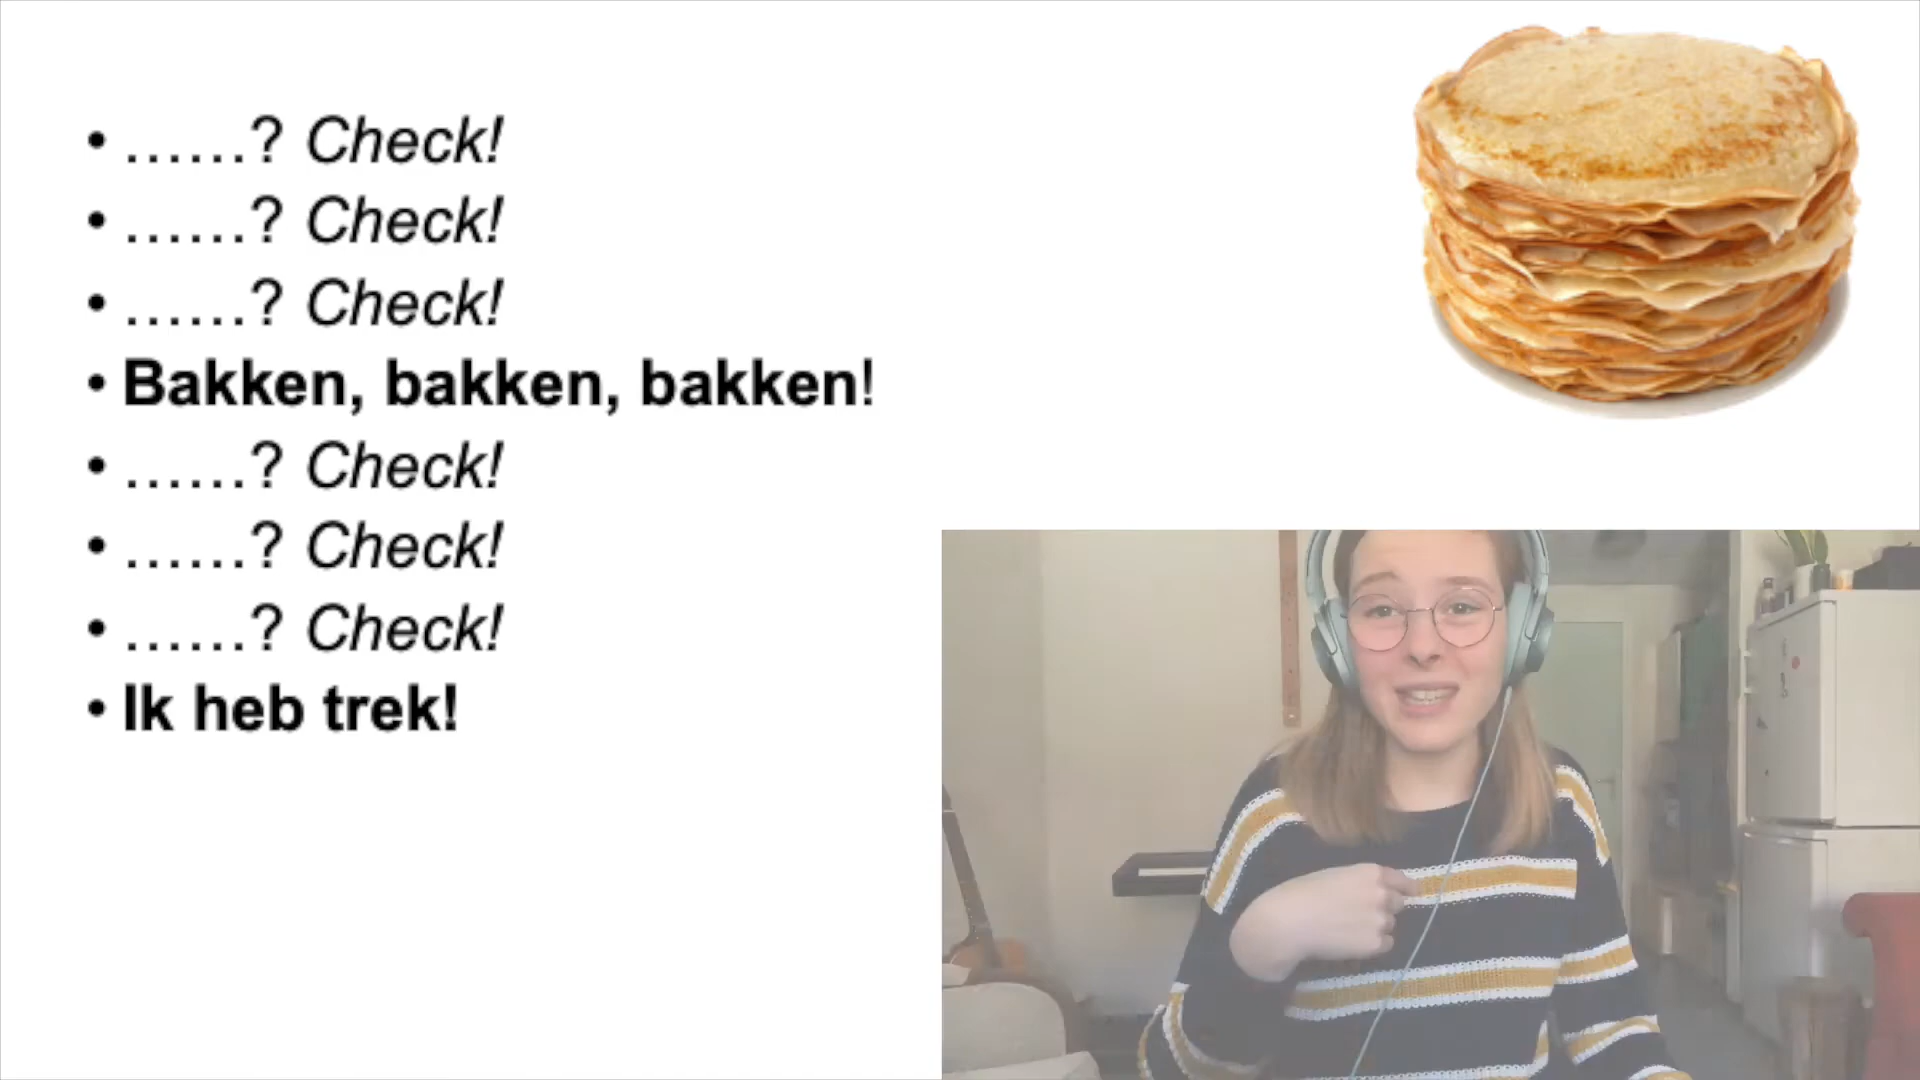 • ……? Check!
• ……? Check!
• ……? Check!
• Bakken, bakken, bakken!
• ……? Check!
• ……? Check!
• ……? Check!
• Ik heb trek!